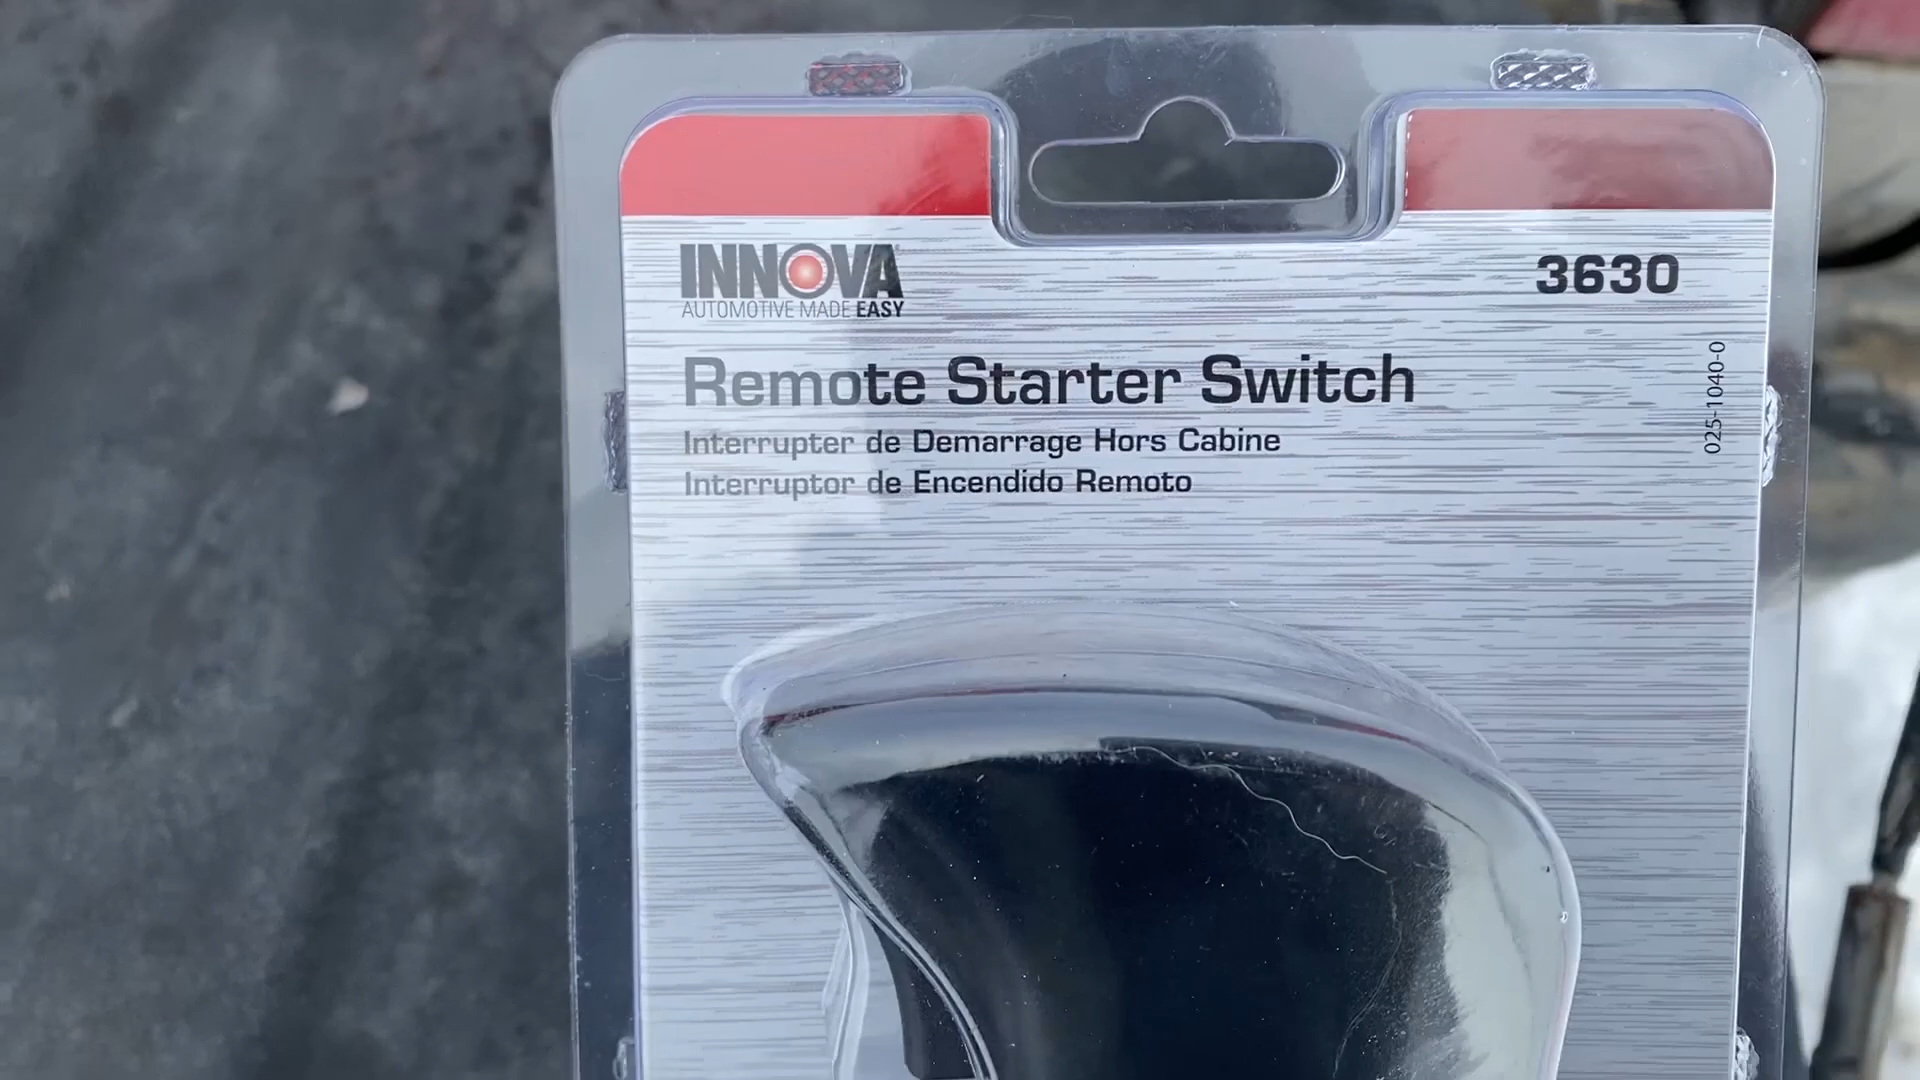 INNOVA
AUTOMOTIVE MADE EASY
3630
Remote Starter Switch
Interrupter de Demarrage Hors Cabine
Interruptor de Encendido Remoto
025-1040-0